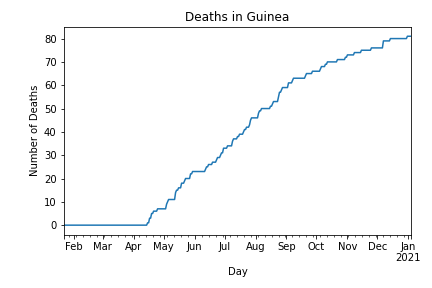 Deaths in Guinea
80
70
60
50
40
30
20
10
0
Number of Deaths
Feb Mar Apr May Jun Jul Aug Sep Oct Nov Dec Jan
2021
Day